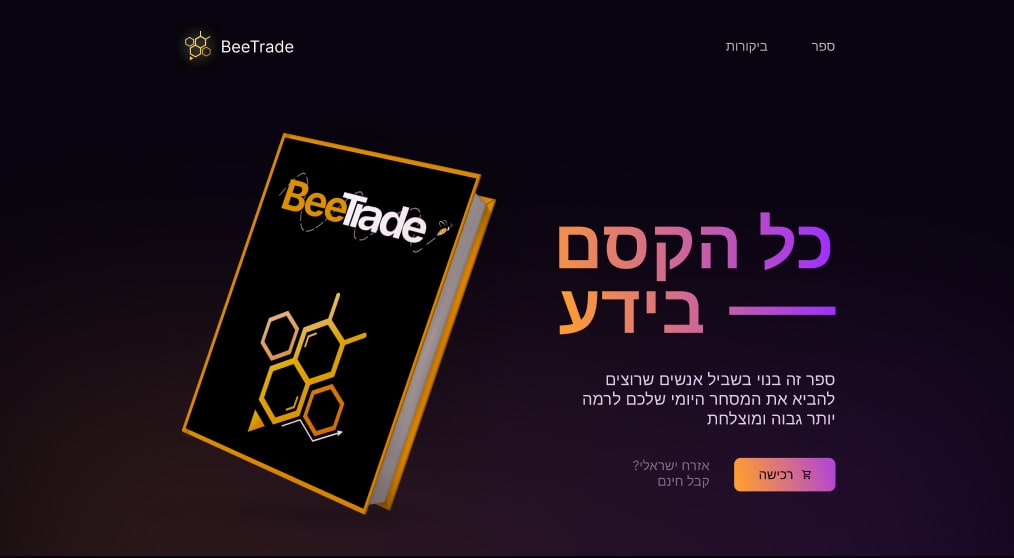 BeeTrade
ספר
ביקורות
BeeTrade
כל הקסם
בידע
ספר זה בנוי בשביל אנשים שרוצים
להביא את המסחר היומי שלכם לרמה
יותר גבוה ומוצלחת
רכישה
אזרח ישראלי?
קבל חינם